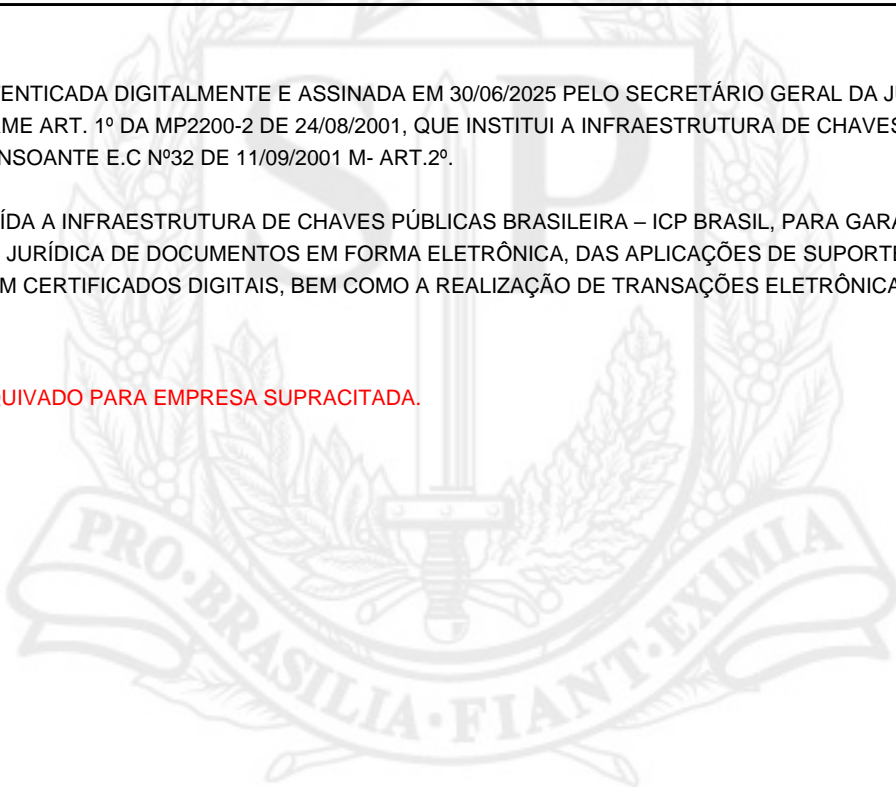 ENTICADA DIGITALMENTE E ASSINADA EM 30/06/2025 PELO SECRETÁRIO GERAL DA J
ME ART. 1º DA MP2200-2 DE 24/08/2001, QUE INSTITUI A INFRAESTRUTURA DE CHAVES
NSOANTE E.C Nº32 DE 11/09/2001 M- ART.2º.
ÍDA A INFRAESTRUTURA DE CHAVES PÚBLICAS BRASILEIRA – ICP BRASIL, PARA GARA
JURÍDICA DE DOCUMENTOS EM FORMA ELETRÔNICA, DAS APLICAÇÕES DE SUPORTE
M CERTIFICADOS DIGITAIS, BEM COMO A REALIZAÇÃO DE TRANSAÇÕES ELETRÔNICA
UIVADO PARA EMPRESA SUPRACITADA.
SP
PRO·BRASILIA·FIANT·EXIMIA